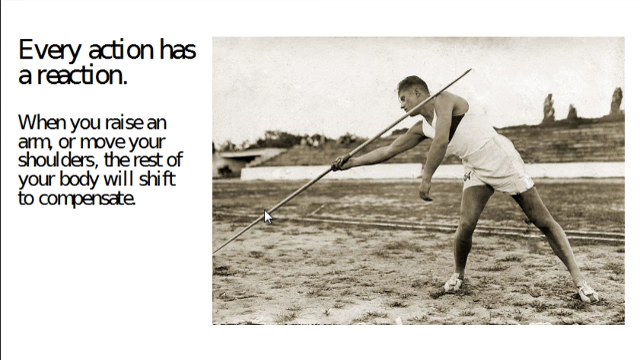 Every action has
a reaction.
When you raise an
arm, or move your
shoulders, the rest of
your body will shift
to compensate.